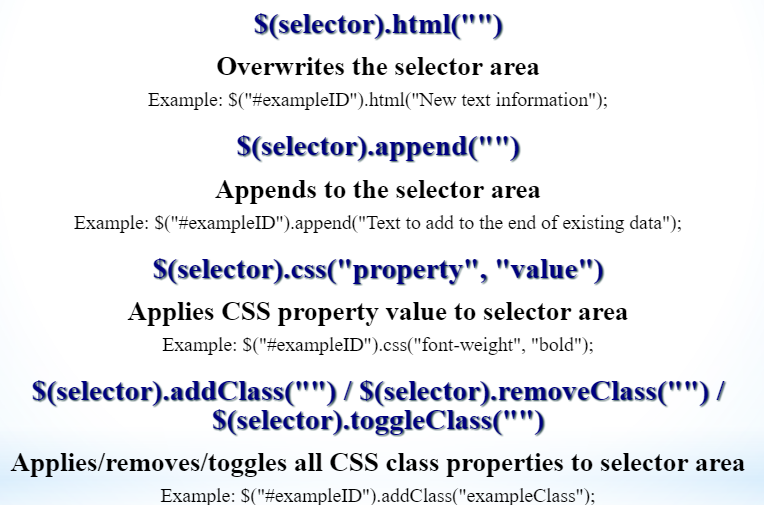 $(selector).html("")
Overwrites the selector area
Example: $("#exampleID").html("New text information");
$(selector).append("")
Appends to the selector area
Example: $("#exampleID").append("Text to add to the end of existing data");
$(selector).css("property", "value")
Applies CSS property value to selector area
Example: $("#exampleID").css("font-weight", "bold");
$(selector).addClass("") / $(selector).removeClass("") /
$(selector).toggleClass("")
Applies/removes/toggles all CSS class properties to selector area
Example: $("#exampleID").addClass("exampleClass");